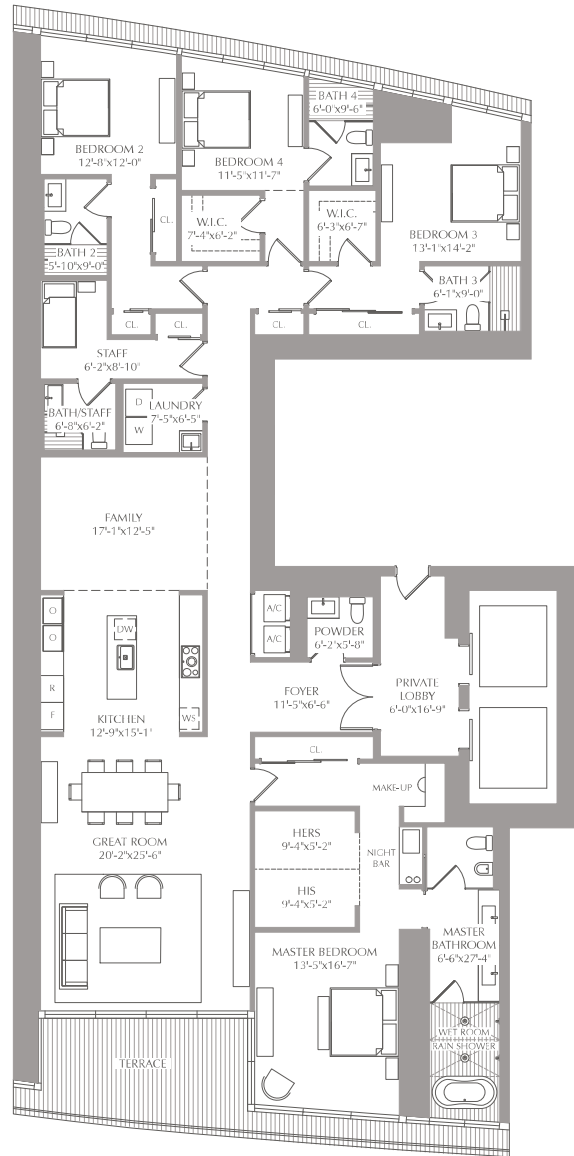 BATH 4
6'-0"x9'-6"
BEDROOM 2
12'-8"x12'-0"
BEDROOM 4
11'-5"x11'-7"
CL.
W.I.C.
7'-4"x6'-2"
W.I.C.
6'-3"x6'-7"
BEDROOM 3
13'-1"x14'-2"
BATH 2
5'-10"x9'-0"
BATH 3
6'-1"x9'-0"
CL.
CL.
CL.
CL.
STAFF
6'-2"x8'-10"
BATH/STAFF
6'-8"x6'-2"
D
W
LAUNDRY
7'-5"x6'-5"
FAMILY
17'-1"x12'-5"
O
O
R
F
DW
WS
KITCHEN
12'-9"x15'-1"
A/C
A/C
POWDER
6'-2"x5'-8"
FOYER
11'-5"x6'-6"
PRIVATE
LOBBY
6'-0"x16'-9"
CL.
MAKE-UP
GREAT ROOM
20'-2"x25'-6"
HERS
9'-4"x5'-2"
HIS
9'-4"x5'-2"
NIGHT
BAR
MASTER BEDROOM
13'-5"x16'-7"
MASTER
BATHROOM
6'-6"x27'-4"
WET ROOM
RAIN SHOWER
TERRACE